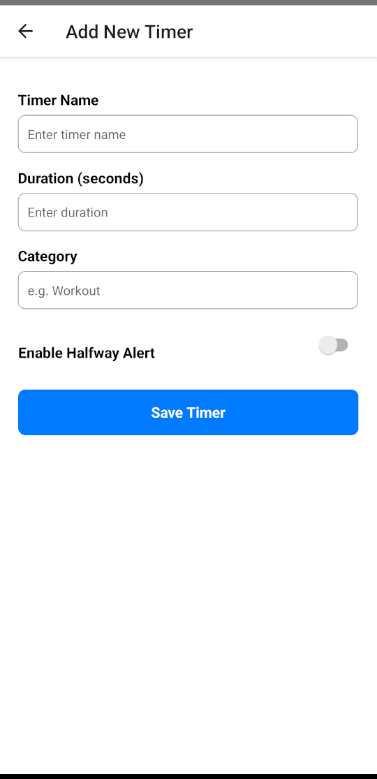 Add New Timer
Timer Name
Enter timer name
Duration (seconds)
Enter duration
Category
e.g. Workout
Enable Halfway Alert
Save Timer